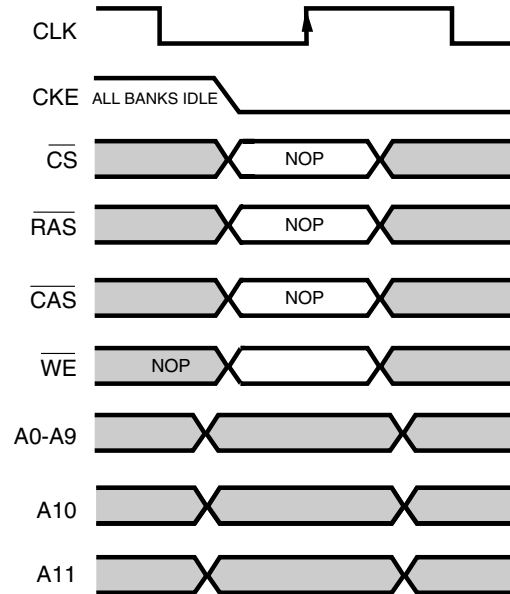 CLK
CKE ALL BANKS IDLE
CS NOP
RAS NOP
CAS NOP
WE NOP
A0-A9
A10
A11